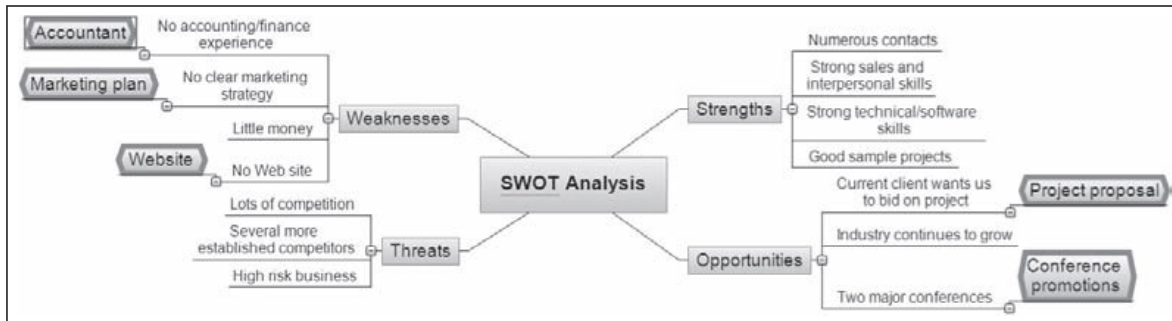 Accountant
No accounting/finance
experience
Marketing plan
No clear marketing
strategy
Little money
Website
No Web site
Weaknesses
Lots of competition
Several more
established competitors
High risk business
Threats
SWOT Analysis
Strengths
Numerous contacts
Strong sales and
interpersonal skills
Strong technical/software
skills
Good sample projects
Opportunities
Current client wants us
to bid on project
Project proposal
Industry continues to grow
Two major conferences
Conference
promotions